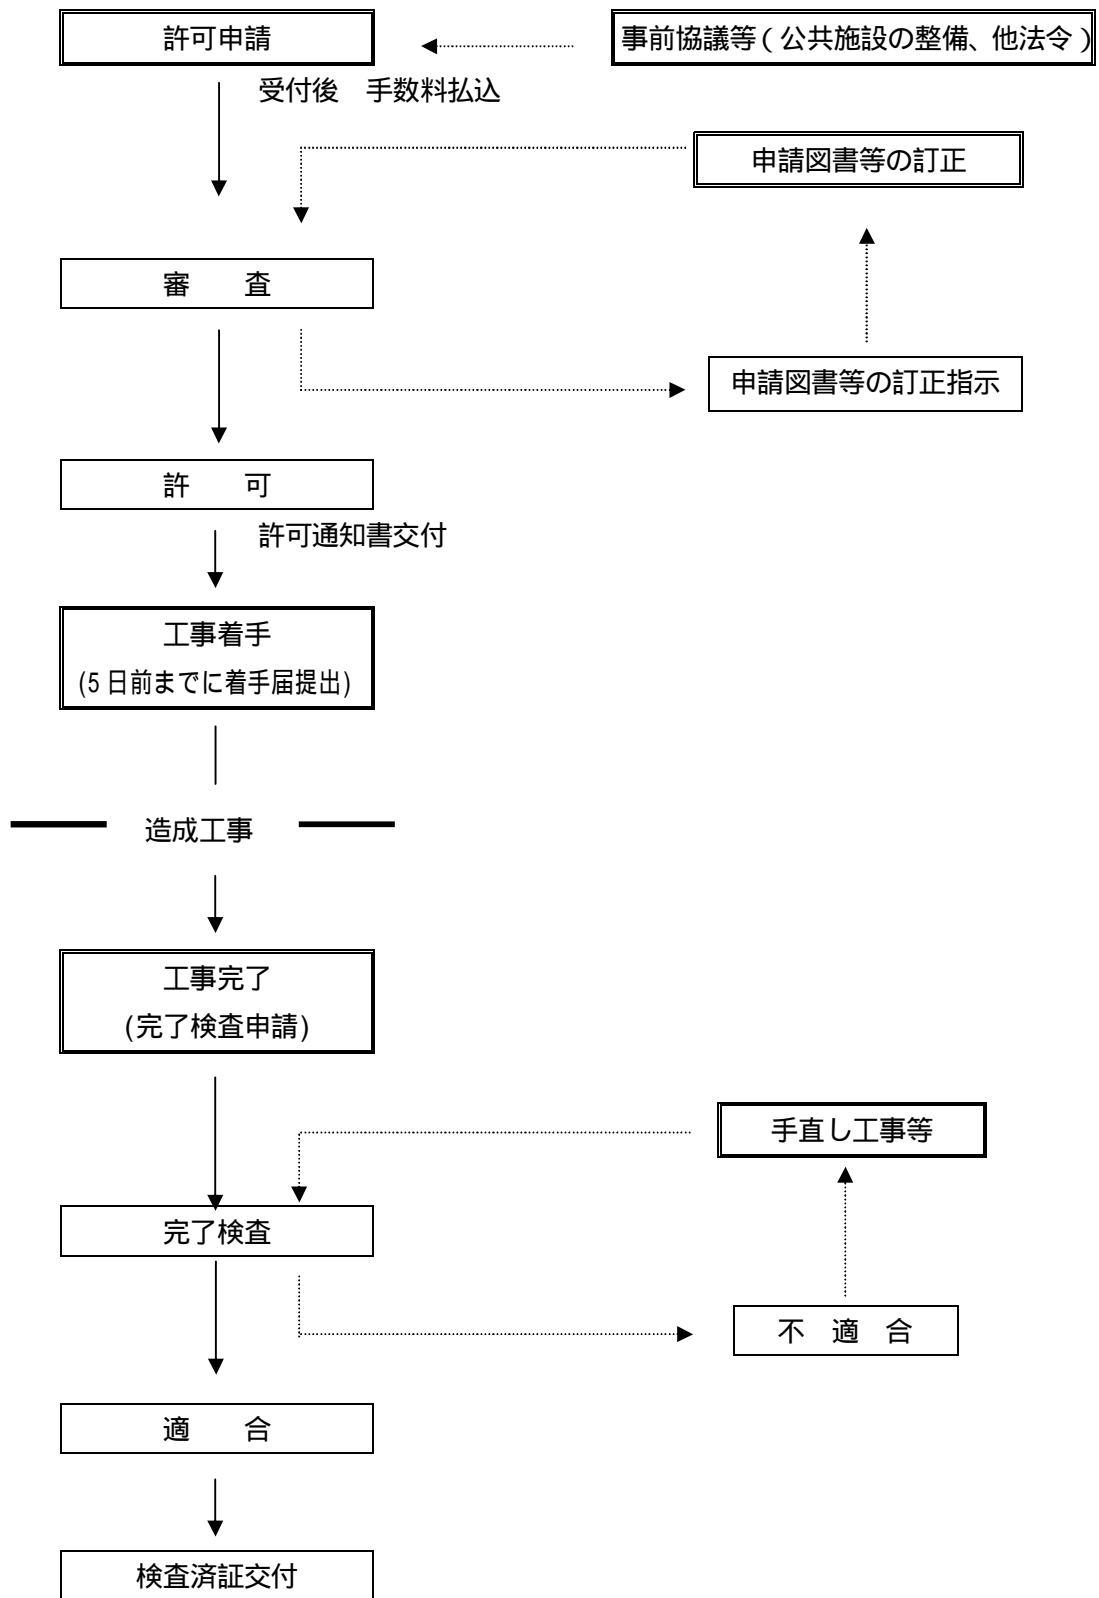 許可申請
事前協議等(公共施設の整備、他法令)
受付後　手数料払込
申請図書等の訂正
審　　査
申請図書等の訂正指示
許　　可
許可通知書交付
工事着手
(5日前までに着手届提出)
造成工事
工事完了
(完了検査申請)
手直し工事等
完了検査
不　適　合
適　　合
検査済証交付